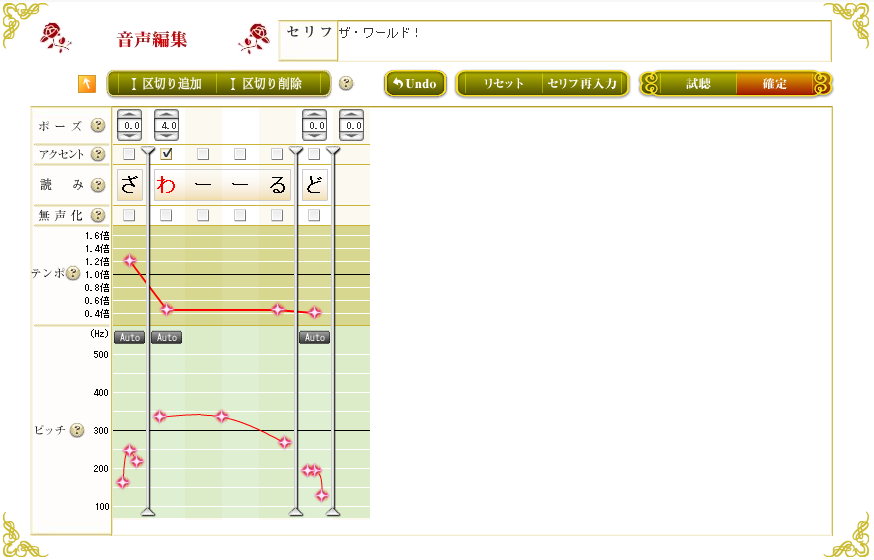 音声編集
セリフ ザ・ワールド！
区切り追加 区切り削除 ? Undo リセット セリフ再入力 試聴 確定
ポーズ ? 0.0 4.0 0.0 0.0
アクセント ?
読み ? ざ わ ー ー る ど
無声化 ?
テンポ ?
1.6倍
1.4倍
1.2倍
1.0倍
0.8倍
0.6倍
0.4倍
(Hz) Auto Auto Auto
ピッチ ?
500
400
300
200
100